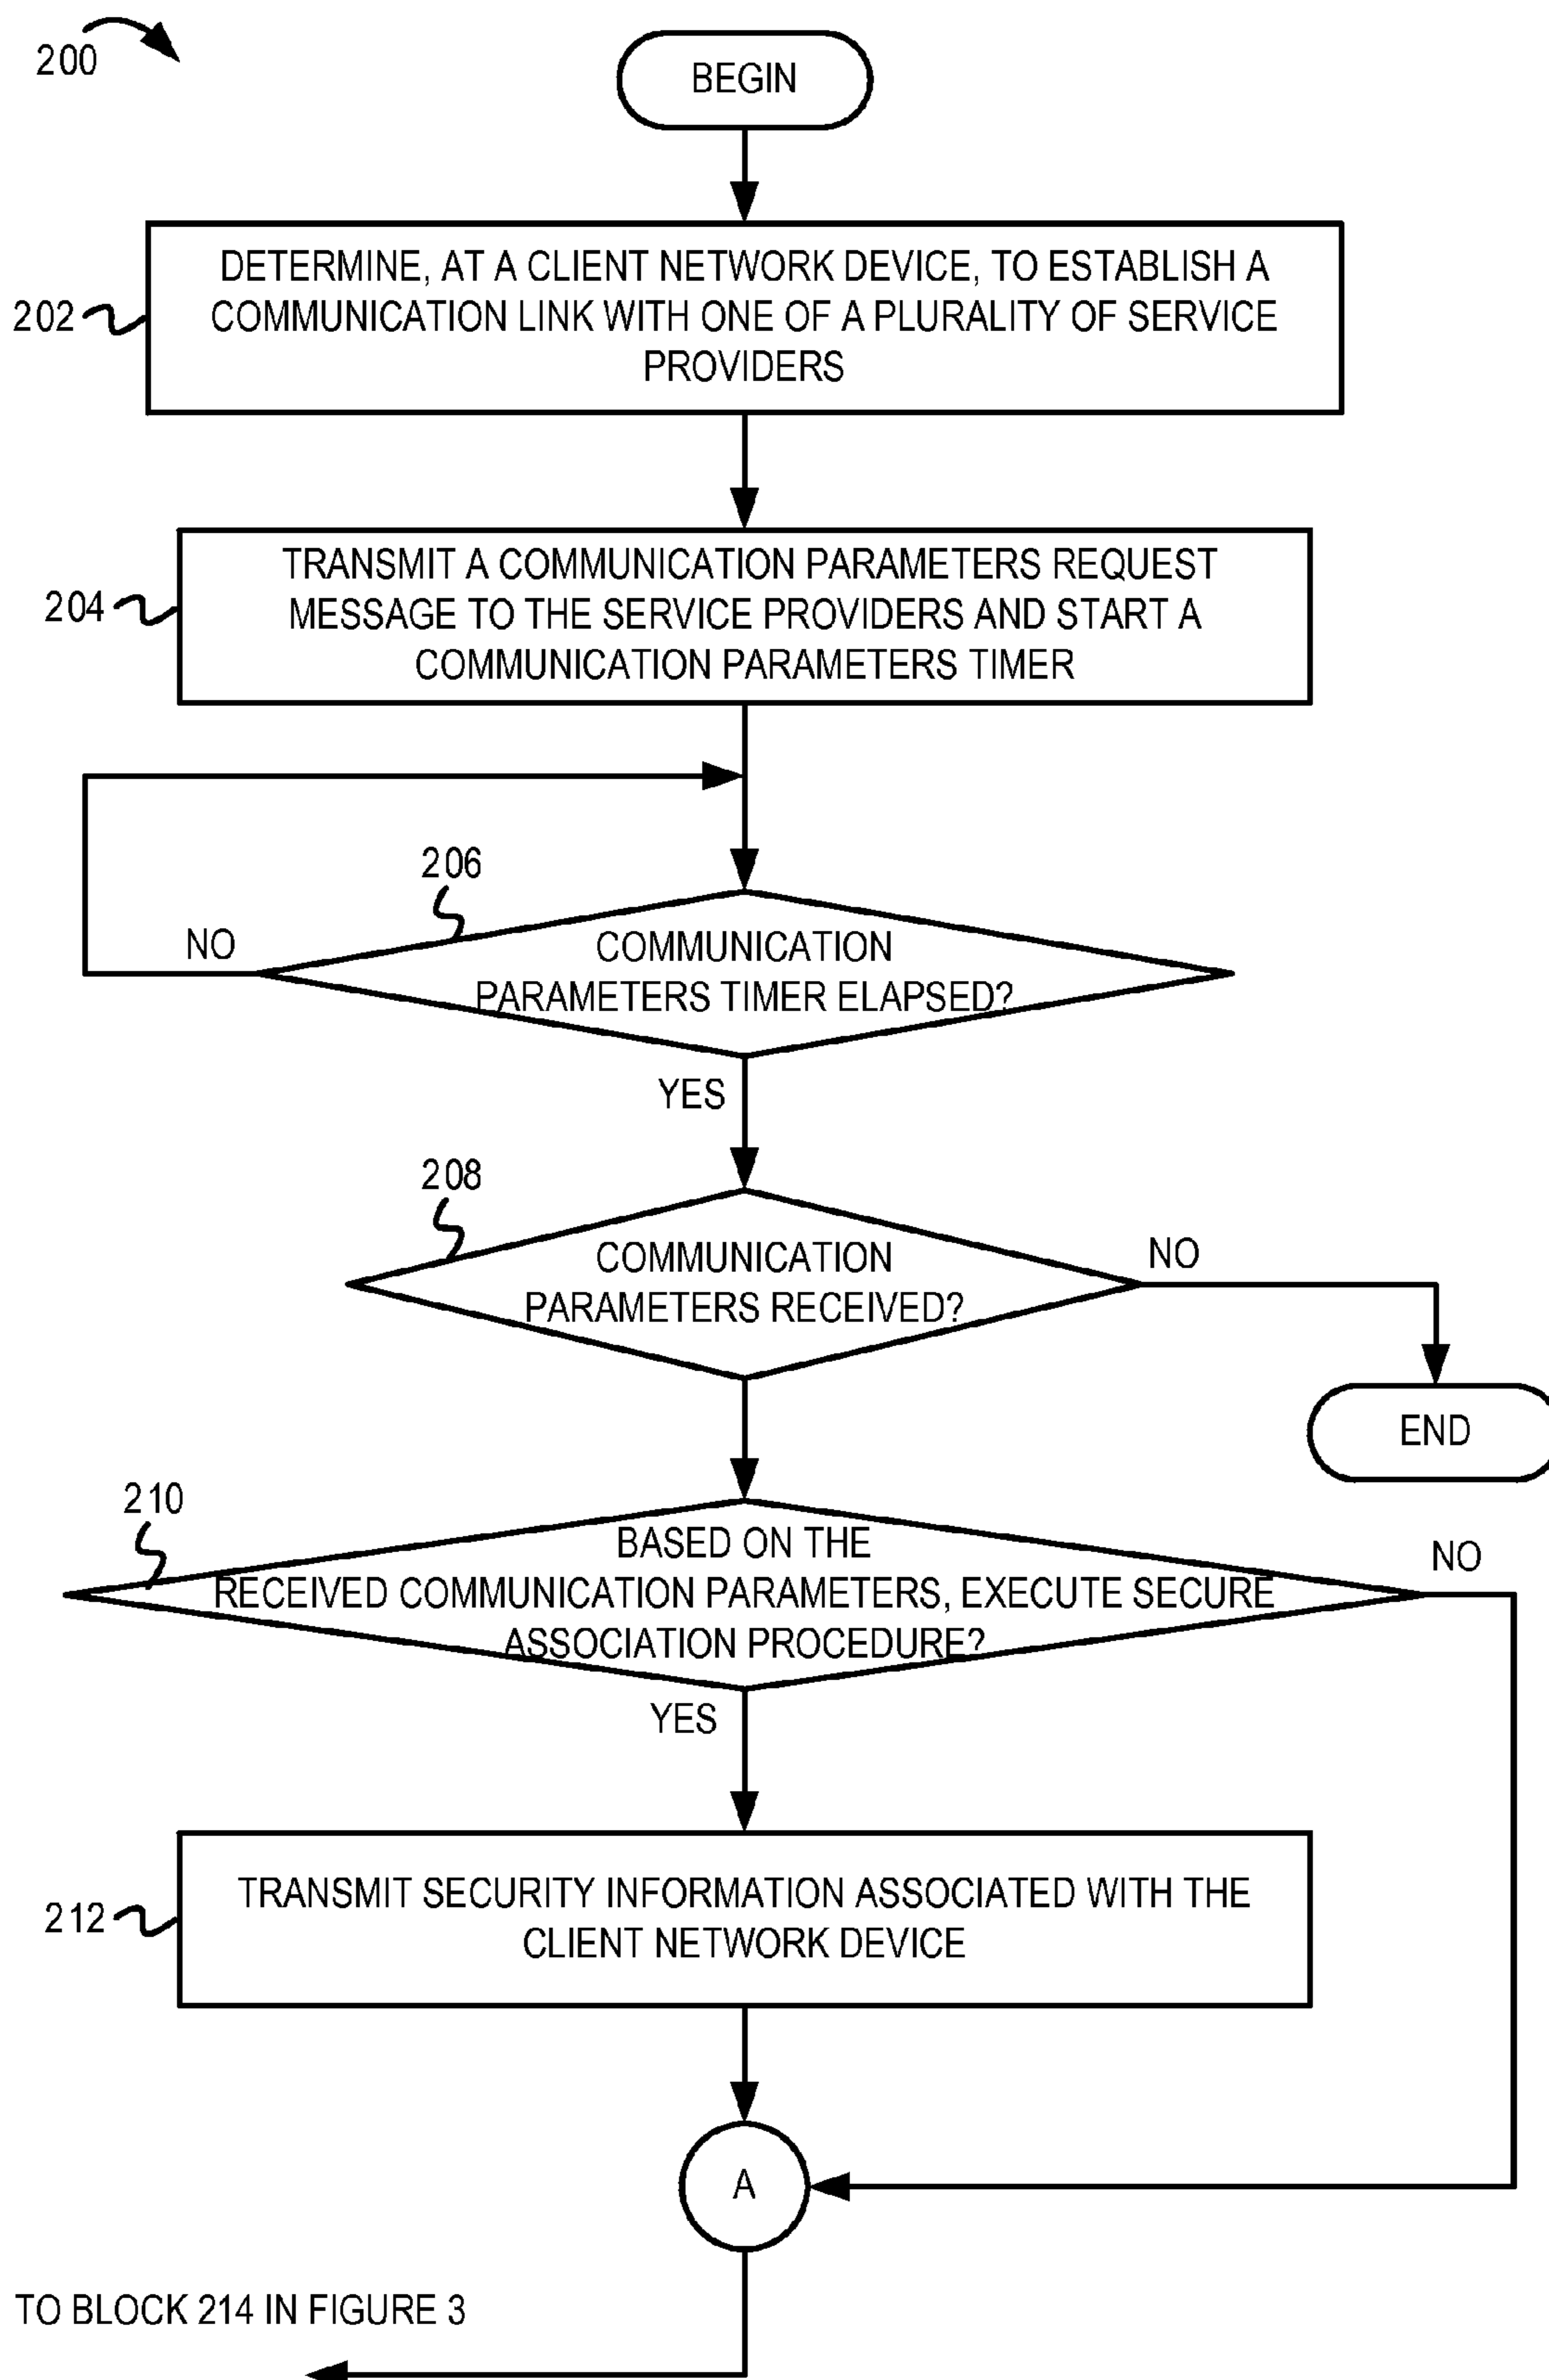 200
BEGIN
202
DETERMINE, AT A CLIENT NETWORK DEVICE, TO ESTABLISH A
COMMUNICATION LINK WITH ONE OF A PLURALITY OF SERVICE
PROVIDERS
204
TRANSMIT A COMMUNICATION PARAMETERS REQUEST
MESSAGE TO THE SERVICE PROVIDERS AND START A
COMMUNICATION PARAMETERS TIMER
206
NO
COMMUNICATION
PARAMETERS TIMER ELAPSED?
YES
208
COMMUNICATION
PARAMETERS RECEIVED?
NO
END
210
BASED ON THE
RECEIVED COMMUNICATION PARAMETERS, EXECUTE SECURE
ASSOCIATION PROCEDURE?
NO
YES
212
TRANSMIT SECURITY INFORMATION ASSOCIATED WITH THE
CLIENT NETWORK DEVICE
A
TO BLOCK 214 IN FIGURE 3